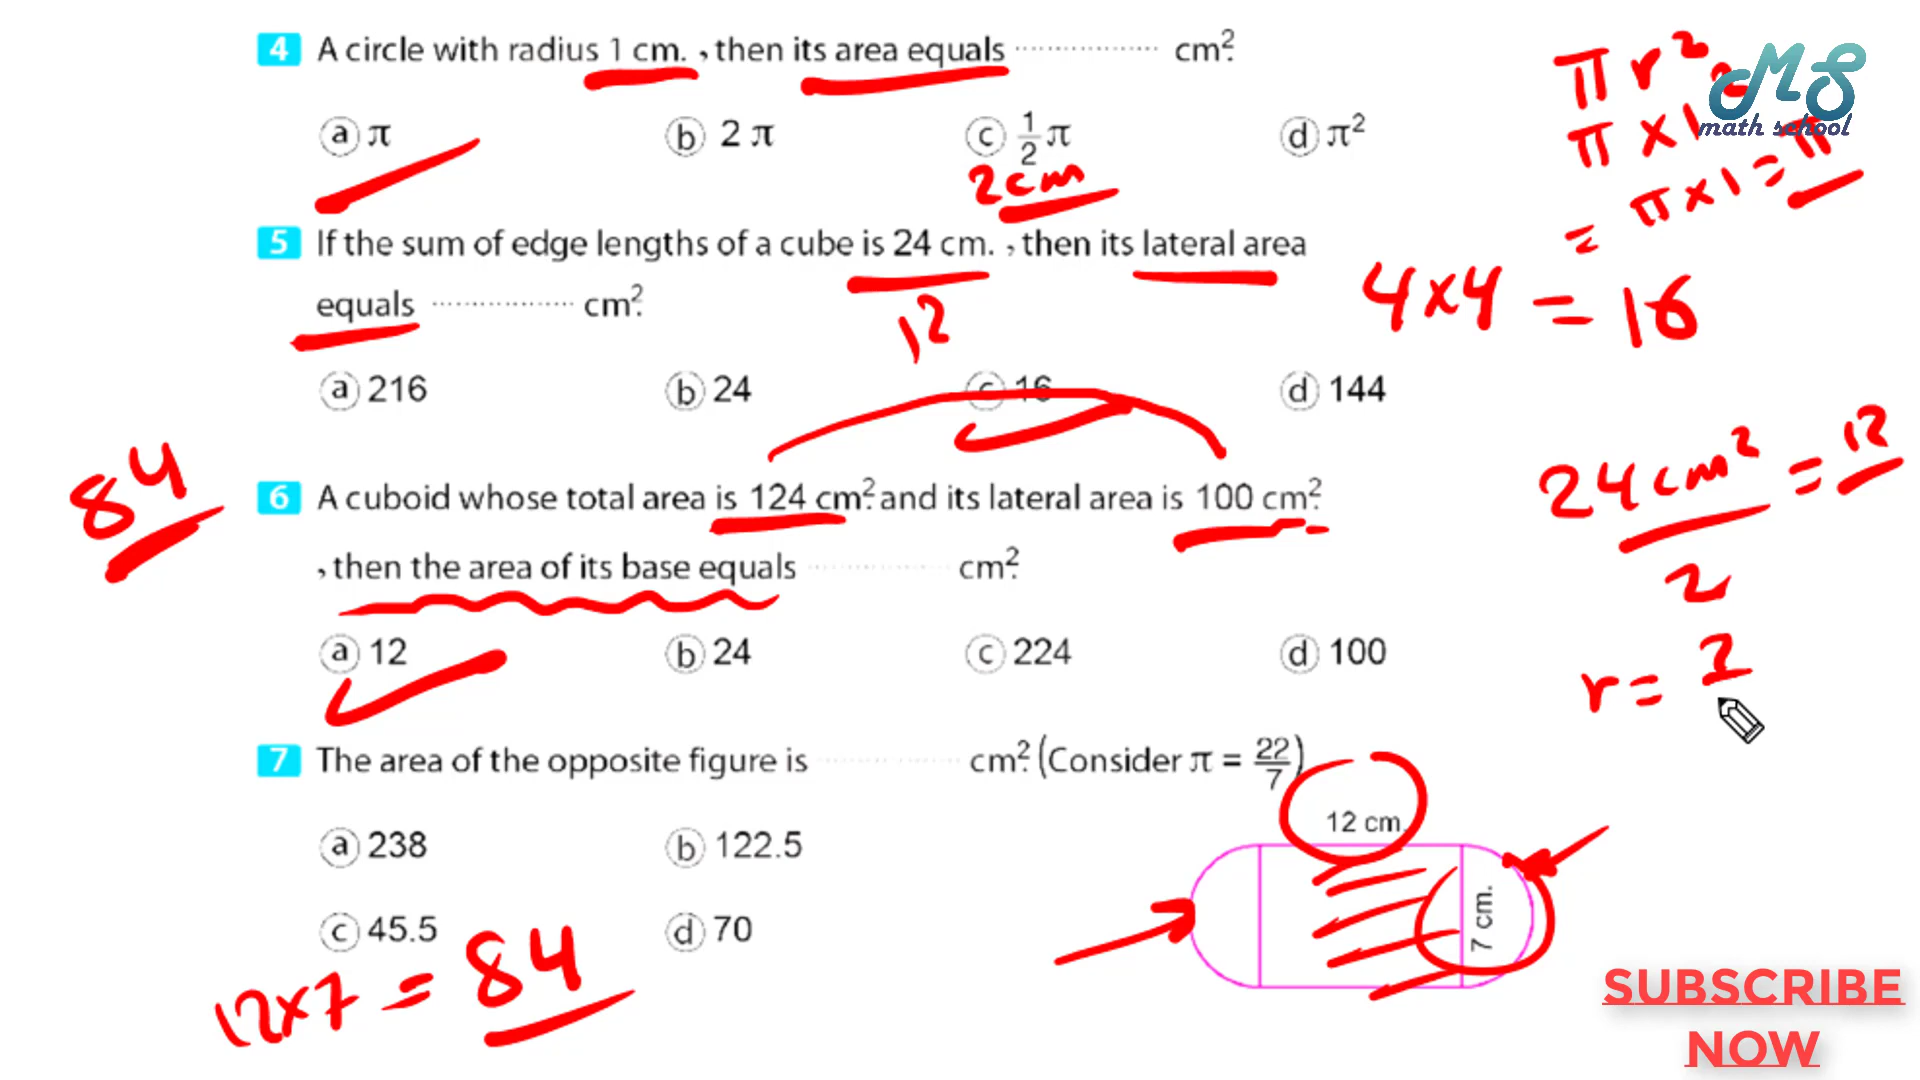 4 A circle with radius 1 cm. , then its area equals ................ cm².
a π b 2 π c 1/2 π d π²
2cm
5 If the sum of edge lengths of a cube is 24 cm. , then its lateral area
equals ................ cm².
12
a 216 b 24 c 16 d 144
6 A cuboid whose total area is 124 cm². and its lateral area is 100 cm².
, then the area of its base equals ................ cm².
a 12 b 24 c 224 d 100
7 The area of the opposite figure is ................ cm². (Consider π = 22/7)
a 238 b 122.5
c 45.5 d 70
12×7 = 84
84
12 cm.
7 cm.
π r²
π × 1²
= π × 1 = π
4×4 = 16
24cm²/2 = 12
r =
MS
math school
SUBSCRIBE
NOW